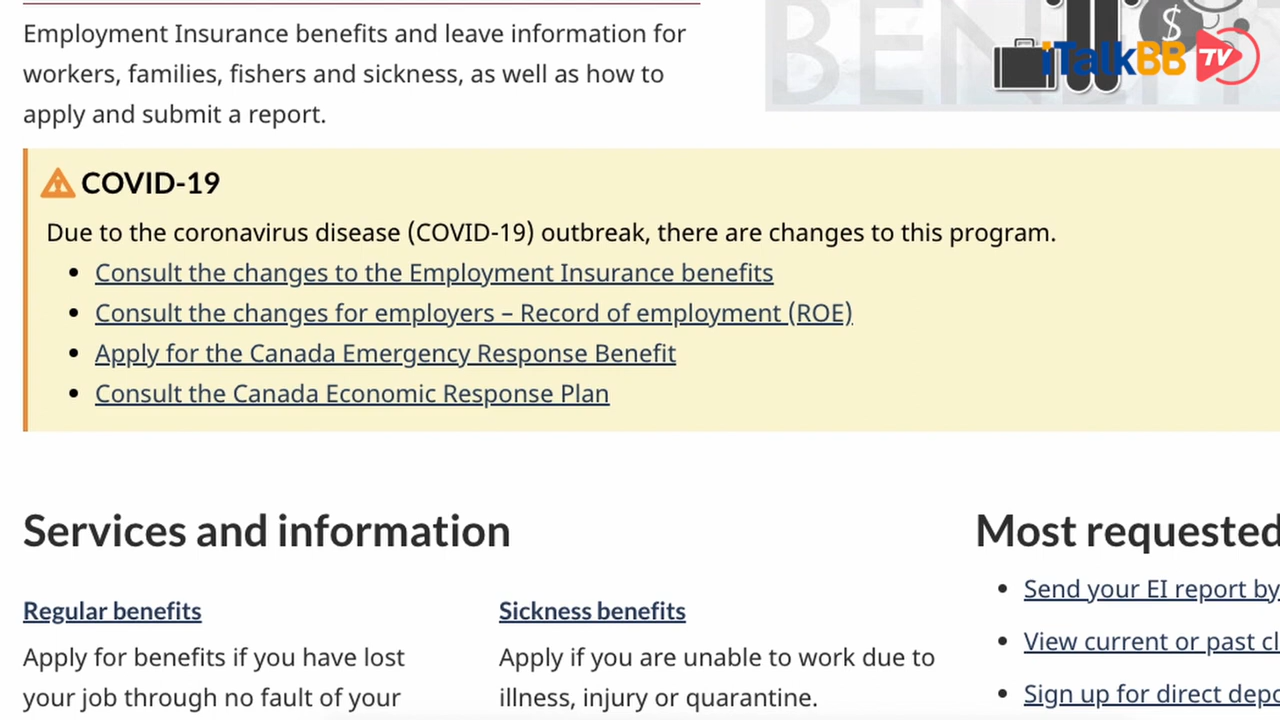 BENEFIT
$
iTalkBB TV
Employment Insurance benefits and leave information for
workers, families, fishers and sickness, as well as how to
apply and submit a report.
COVID-19
Due to the coronavirus disease (COVID-19) outbreak, there are changes to this program.
• Consult the changes to the Employment Insurance benefits
• Consult the changes for employers – Record of employment (ROE)
• Apply for the Canada Emergency Response Benefit
• Consult the Canada Economic Response Plan
Services and information
Regular benefits
Apply for benefits if you have lost
your job through no fault of your
Sickness benefits
Apply if you are unable to work due to
illness, injury or quarantine.
Most requested
• Send your EI report by
• View current or past cl
• Sign up for direct depo